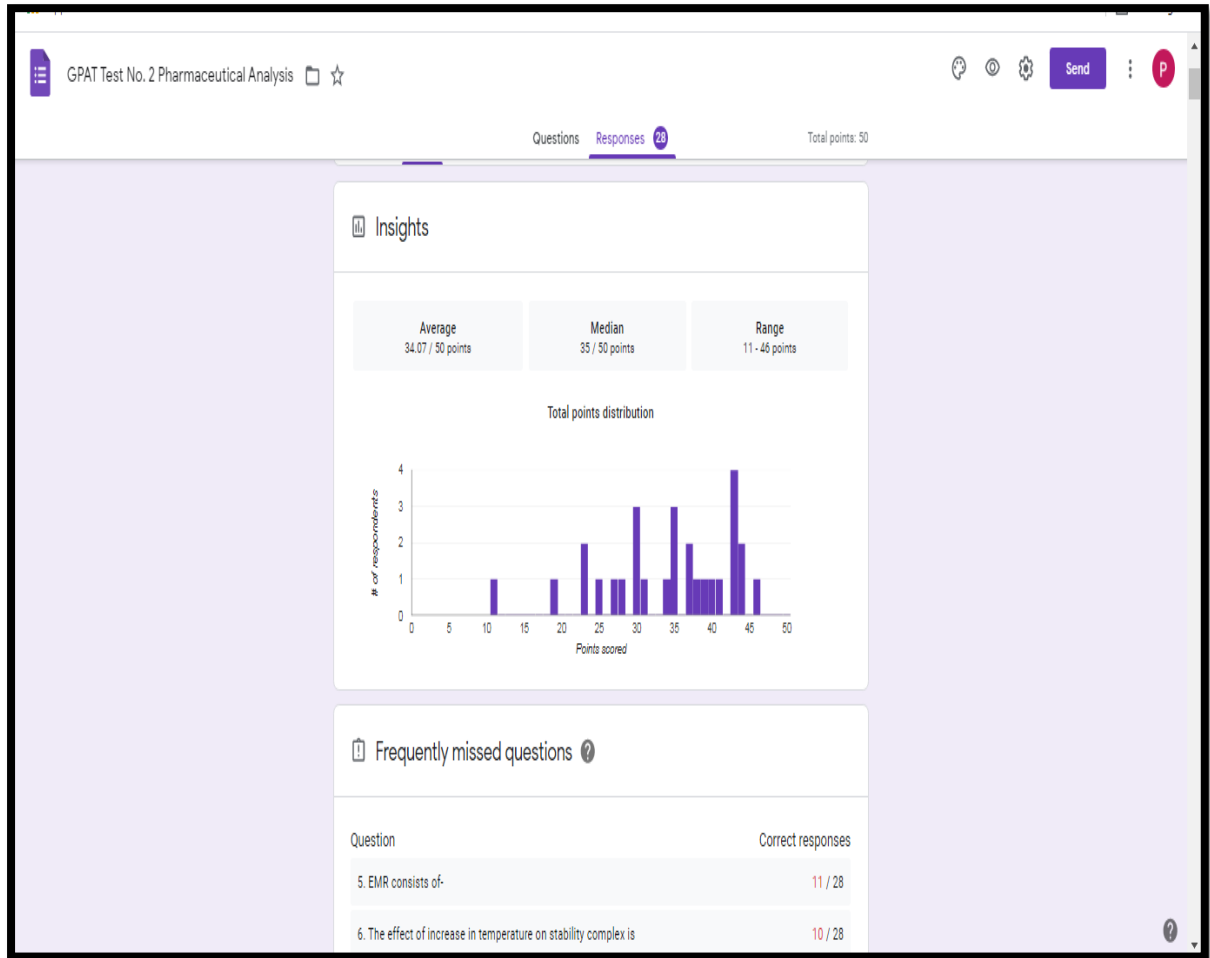 GPAT Test No. 2 Pharmaceutical Analysis
Send
P
Questions Responses 28 Total points: 50
Insights
Average Median Range
34.07 / 50 points 35 / 50 points 11 - 46 points
Total points distribution
4
3
2
1
0
# of respondents
0 5 10 15 20 25 30 35 40 45 50
Points scored
Frequently missed questions ?
Question Correct responses
5. EMR consists of- 11 / 28
6. The effect of increase in temperature on stability complex is 10 / 28
?